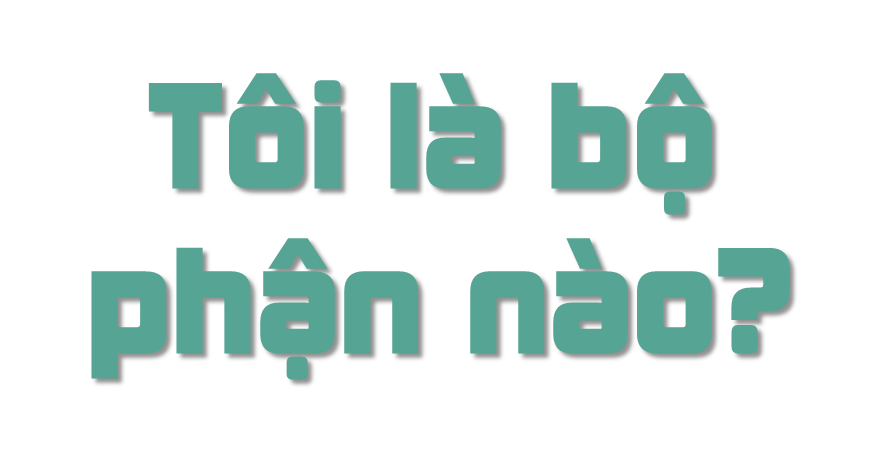 Tôi là bộ
phận nào?